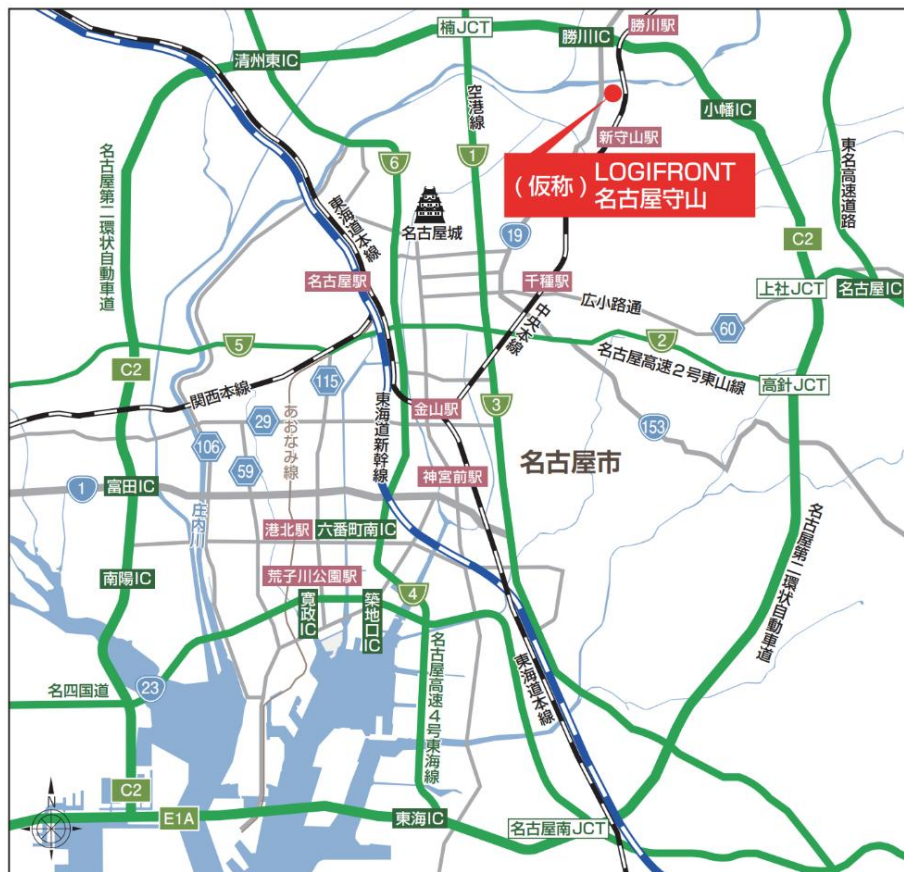 楠JCT
勝川駅
勝川IC
清州東IC
小幡IC
空港線
新守山駅
1
6
東名高速道路
(仮称)LOGIFRONT
名古屋守山
名古屋第二環状自動車道
東海道本線
名古屋城
19
C2
名古屋駅
千種駅
上社JCT
名古屋IC
広小路通
60
中央本線
5
2
名古屋高速2号東山線
C2
関西本線
115
高針JCT
あおなみ線
東海道新幹線
金山駅
3
29
153
106
59
神宮前駅
名古屋市
1
富田IC
庄内川
港北駅
六番町南IC
南陽IC
荒子川公園駅
4
寛政IC
築地口IC
名古屋第二環状自動車道
名四国道
23
名古屋高速4号東海線
東海道本線
N
C2
E1A
東海IC
名古屋南JCT